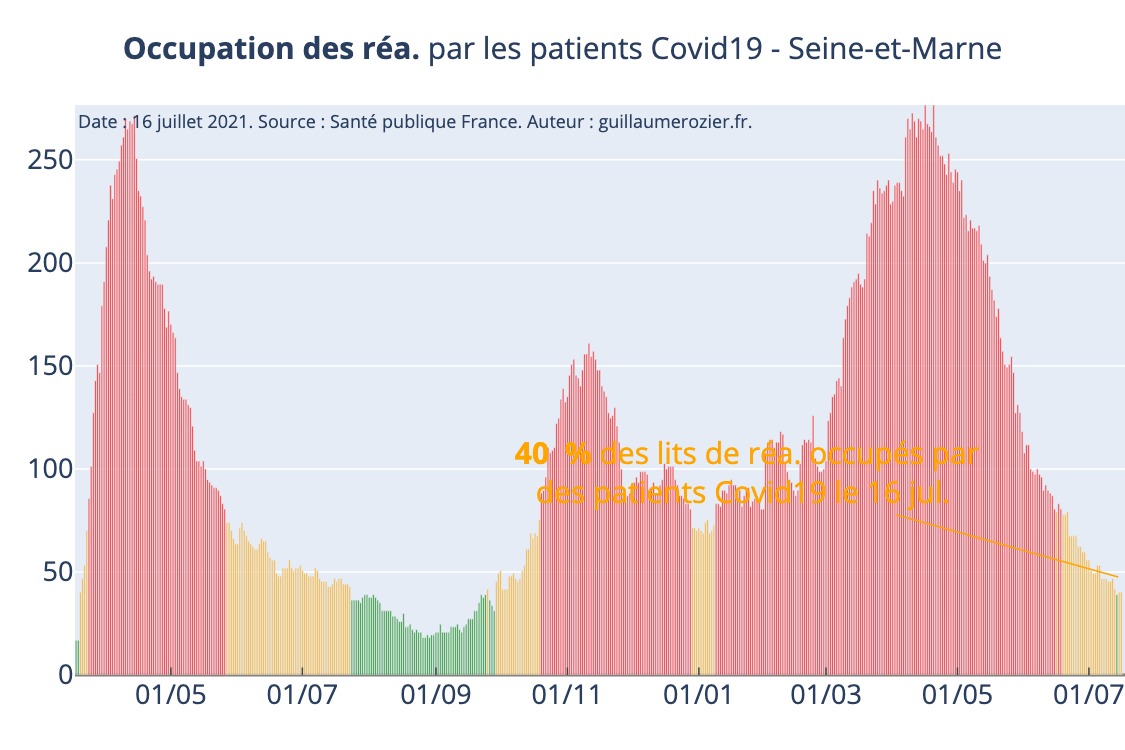 Occupation des réa. par les patients Covid19 - Seine-et-Marne
Date : 16 juillet 2021. Source : Santé publique France. Auteur : guillaumerozier.fr.
250
200
150
100
50
0
40 % des lits de réa. occupés par
des patients Covid19 le 16 jul.
01/05 01/07 01/09 01/11 01/01 01/03 01/05 01/07